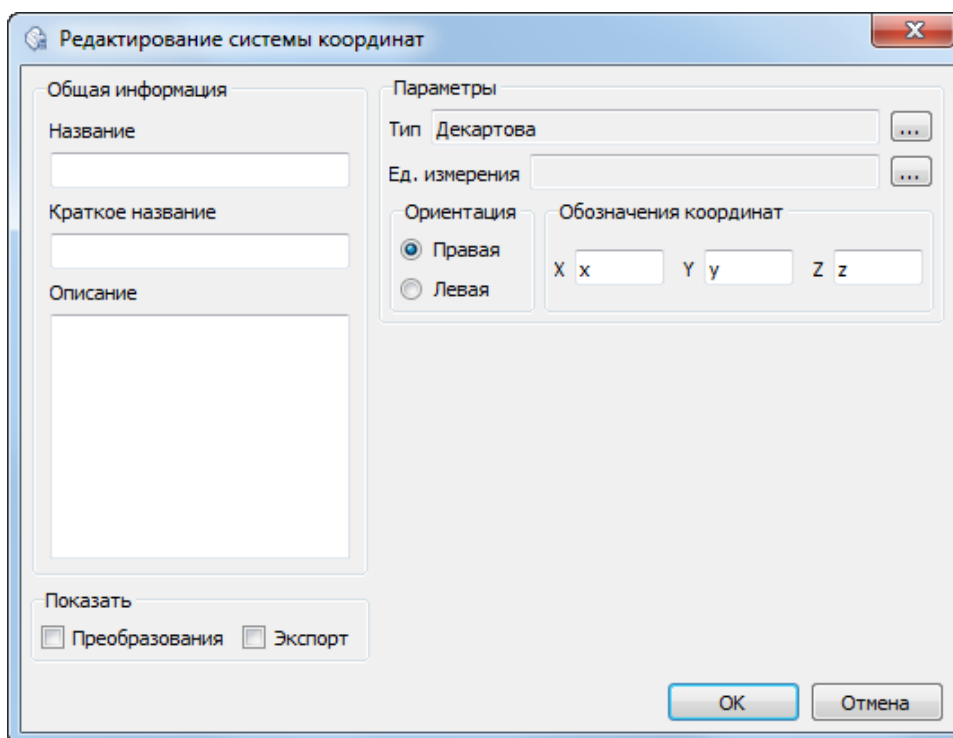 Редактирование системы координат
Общая информация
Название
Краткое название
Описание
Показать
Преобразования Экспорт
Параметры
Тип Декартова ...
Ед. измерения ...
Ориентация
Правая
Левая
Обозначения координат
X x Y y Z z
OK Отмена